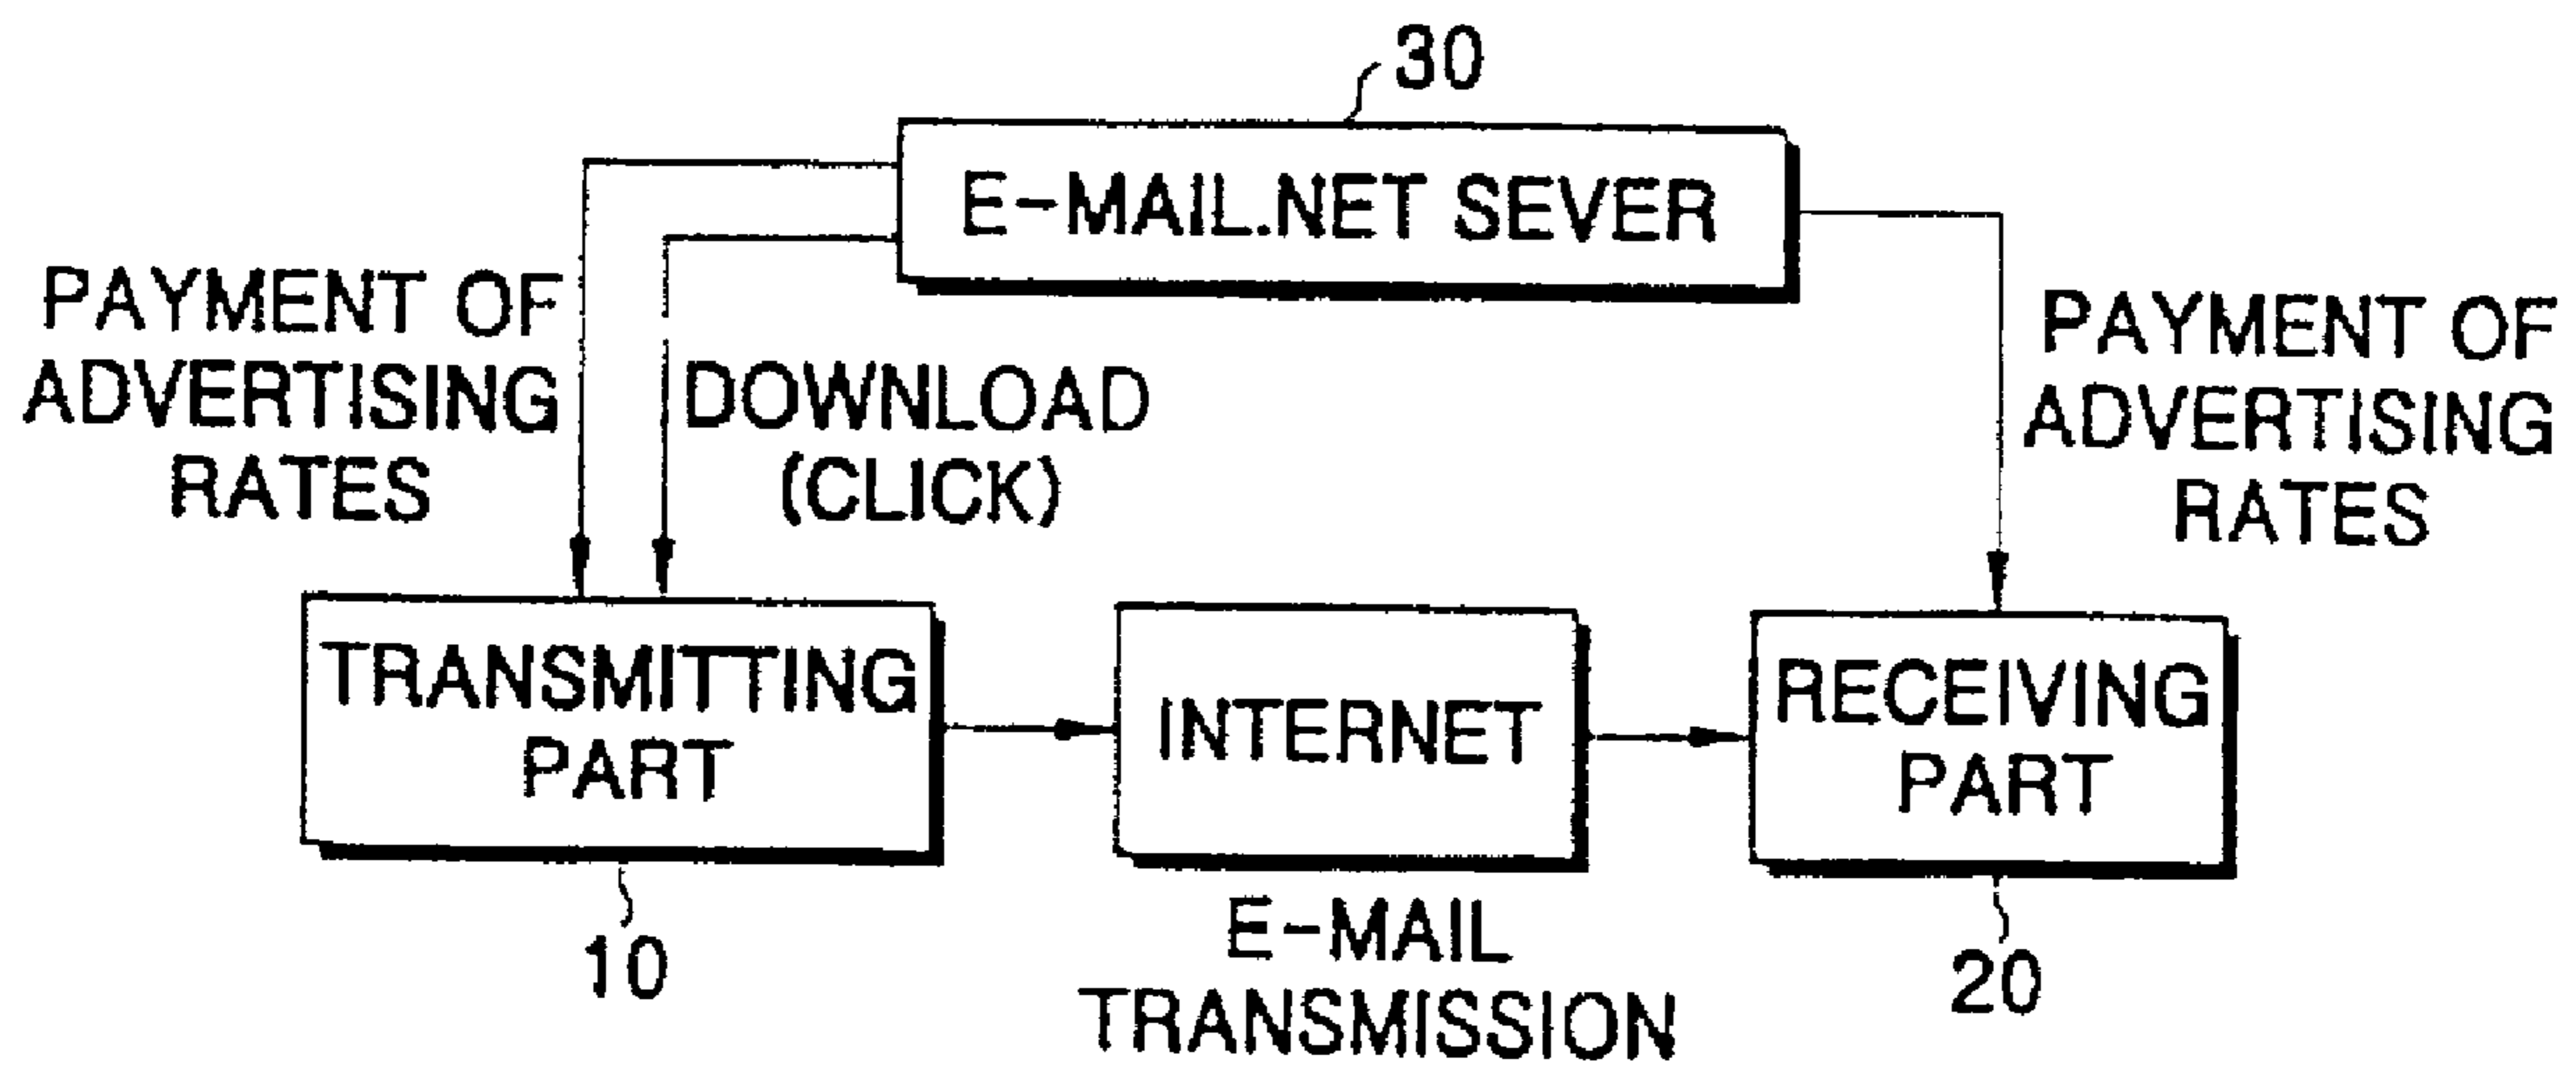 30
E-MAIL.NET SEVER
PAYMENT OF
ADVERTISING
RATES
DOWNLOAD
(CLICK)
PAYMENT OF
ADVERTISING
RATES
TRANSMITTING
PART
INTERNET
RECEIVING
PART
10
E-MAIL
TRANSMISSION
20